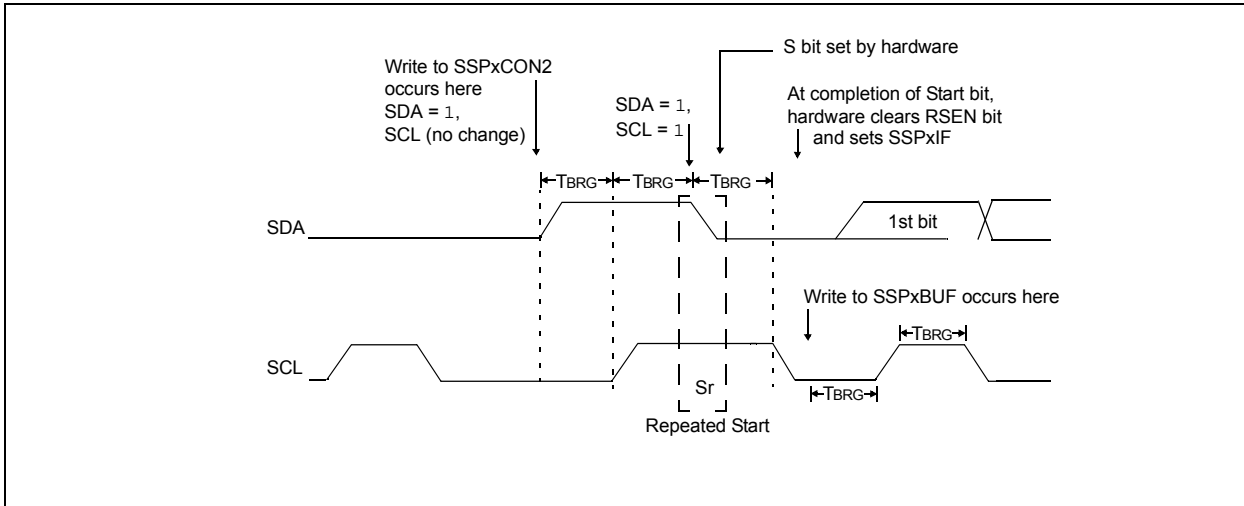 S bit set by hardware
Write to SSPxCON2
occurs here
SDA = 1,
SCL (no change)
SDA = 1,
SCL = 1
At completion of Start bit,
hardware clears RSEN bit
and sets SSPxIF
TBRG TBRG TBRG
SDA
1st bit
Write to SSPxBUF occurs here
TBRG
SCL
Sr
TBRG
Repeated Start